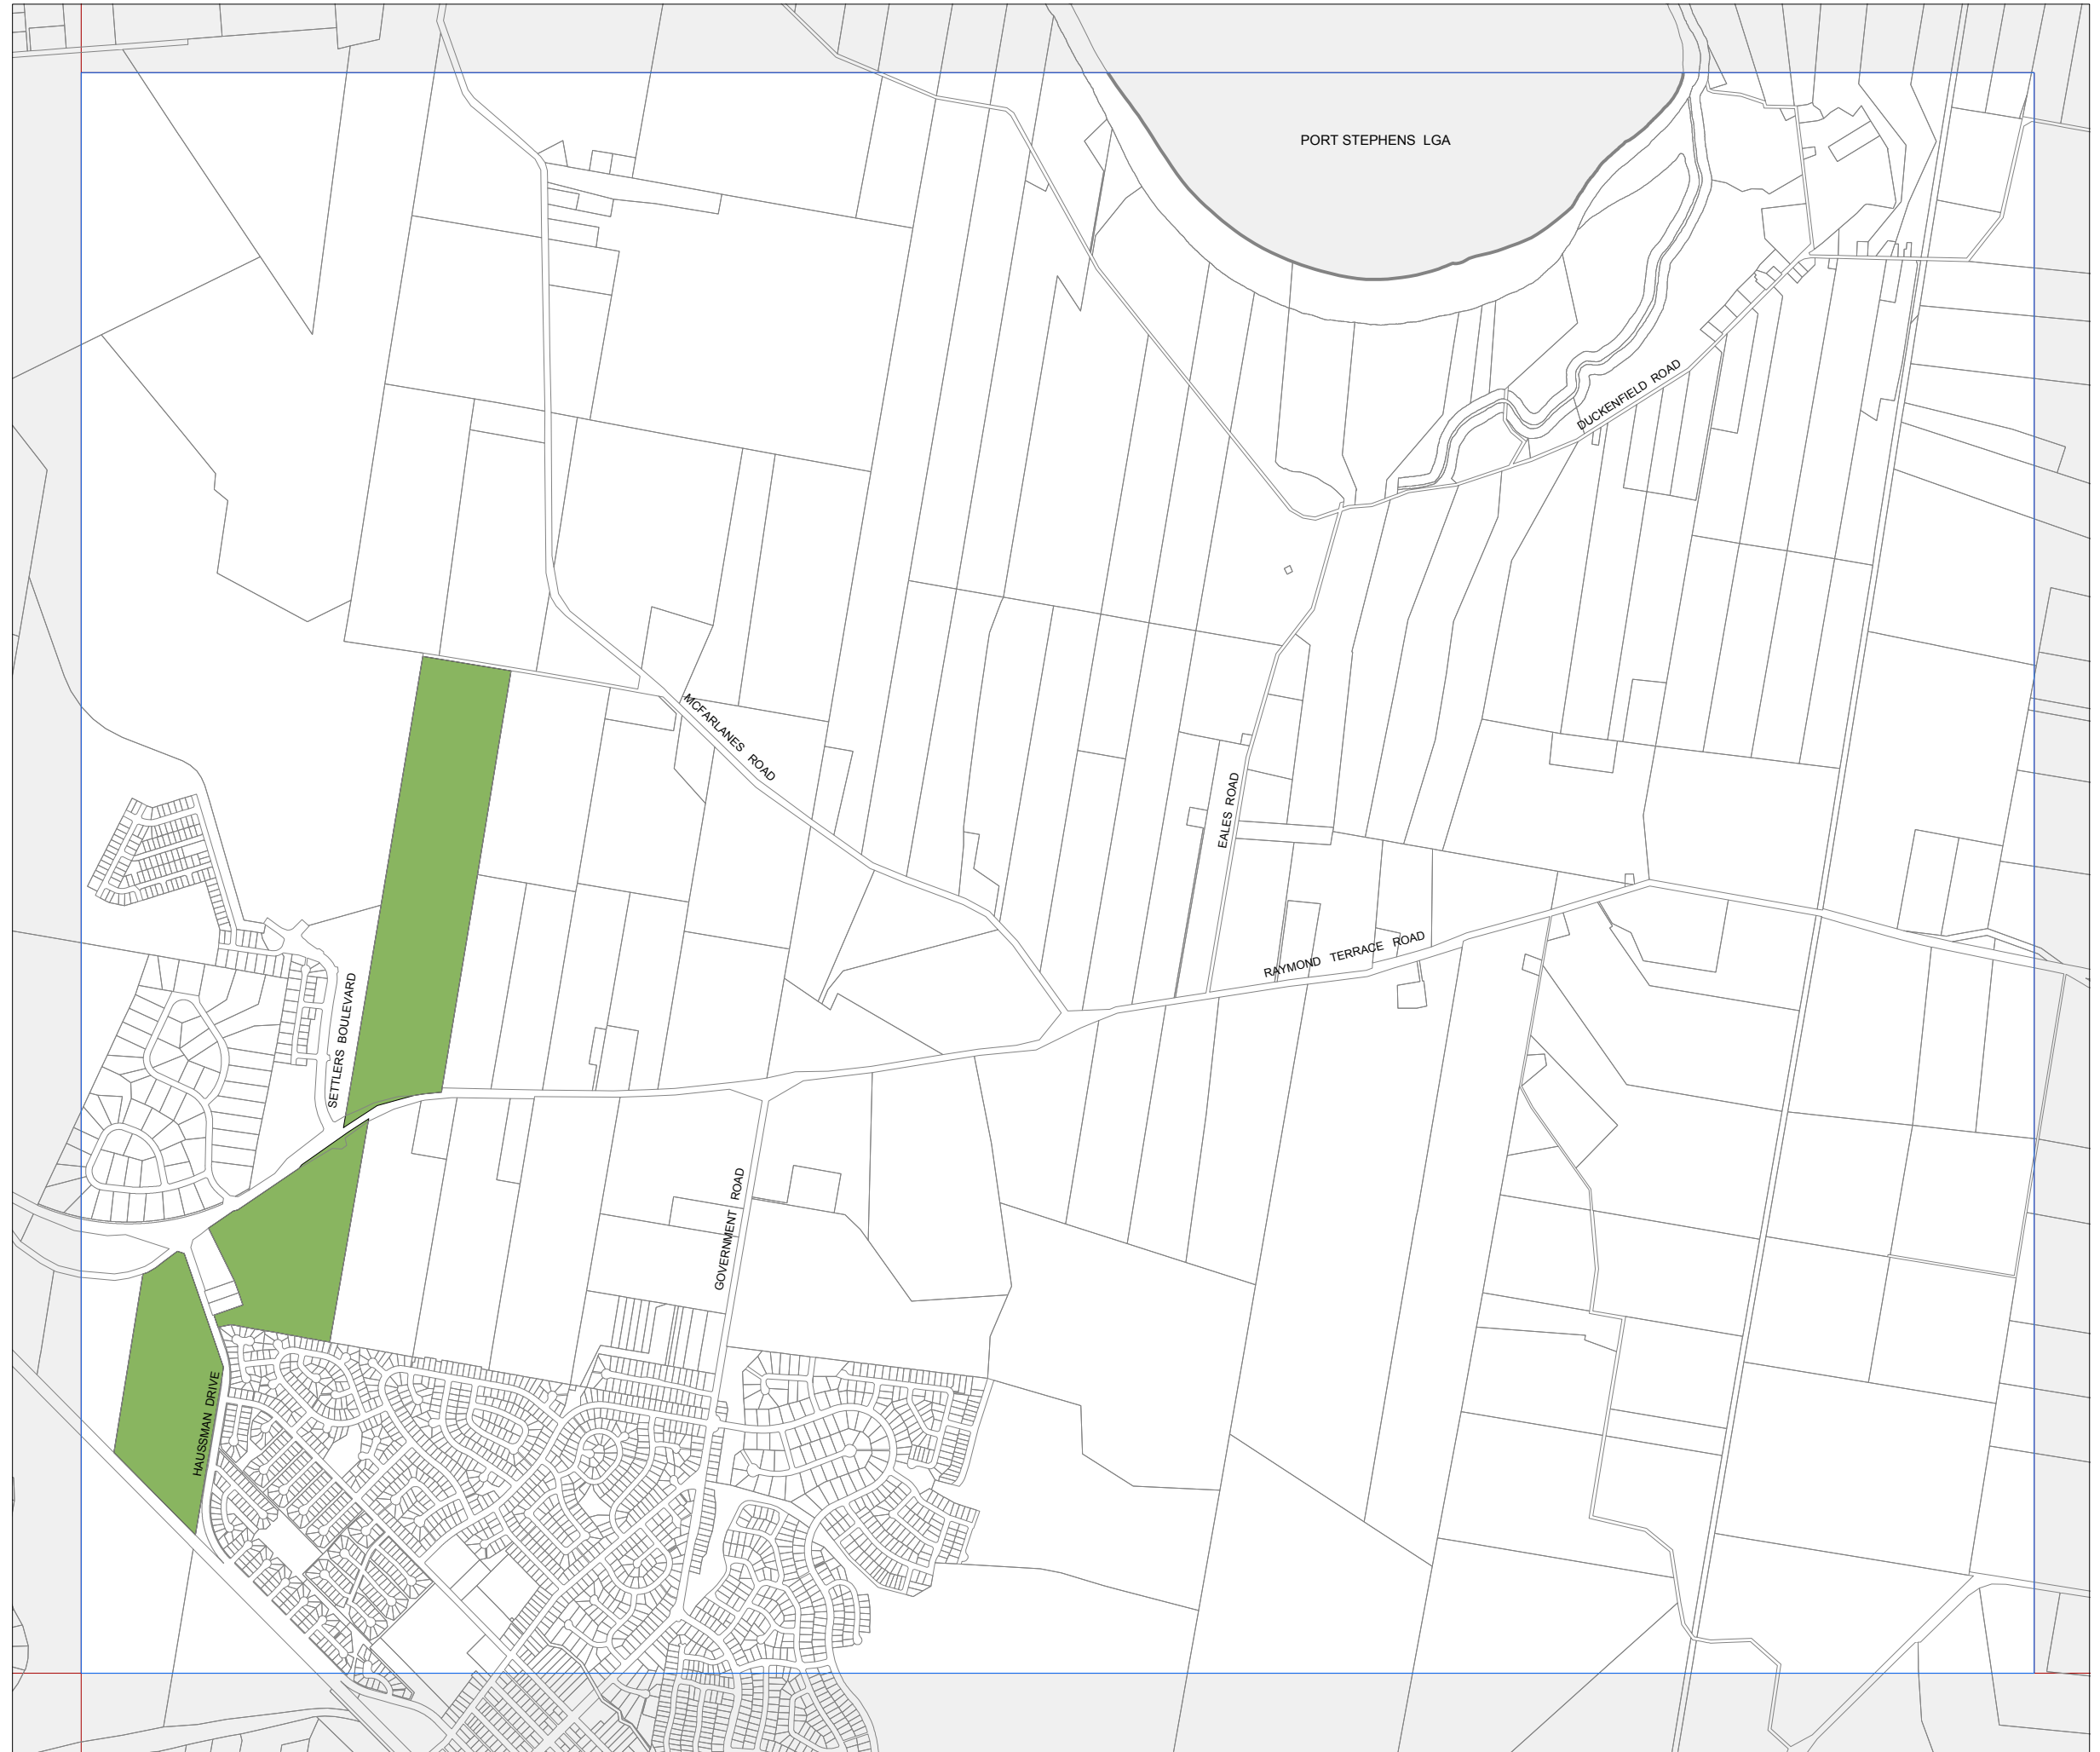 PORT STEPHENS LGA
DUCKENFIELD ROAD
MCFARLANES ROAD
EALES ROAD
RAYMOND TERRACE ROAD
SETTLERS BOULEVARD
GOVERNMENT ROAD
HAUSSMAN DRIVE